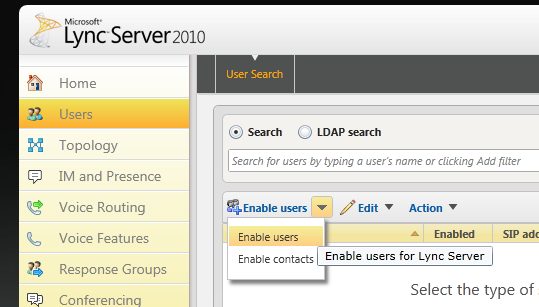 Microsoft®
Lync Server 2010
Home
Users
Topology
IM and Presence
Voice Routing
Voice Features
Response Groups
Conferencing
User Search
Search
LDAP search
Search for users by typing a user's name or clicking Add filter
Enable users
Edit
Action
Enable users
Enable contacts
Enabled
SIP add
Enable users for Lync Server
Select the type of s